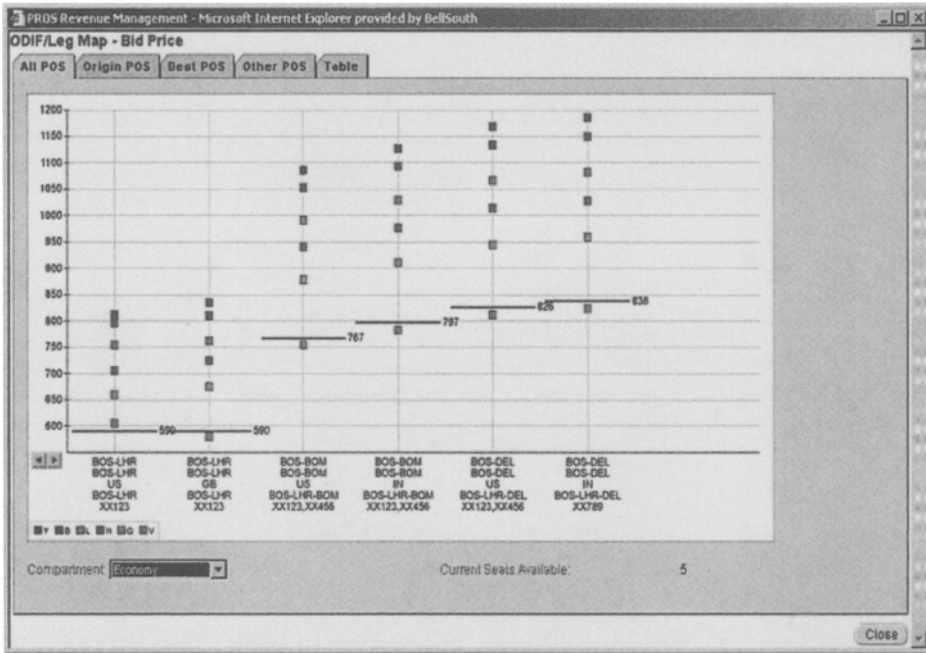 PROS Revenue Management - Microsoft Internet Explorer provided by BellSouth
ODIF/Leg Map - Bid Price
All POS Origin POS Best POS Other POS Table
1200
1150
1100
1050
1000
950
900
850
800
750
700
650
600
590 590 767 797 826 838
BOS-LHR BOS-LHR BOS-BOM BOS-BOM BOS-DEL BOS-DEL
BOS-LHR BOS-LHR BOS-BOM BOS-BOM BOS-DEL BOS-DEL
US GB US IN US IN
BOS-LHR BOS-LHR BOS-LHR-BOM BOS-LHR-BOM BOS-LHR-DEL BOS-LHR-DEL
XX123 XX123 XX123,XX456 XX123,XX456 XX123,XX456 XX789
Y B L H Q V
Compartment: Economy Current Seats Available: 5
Close